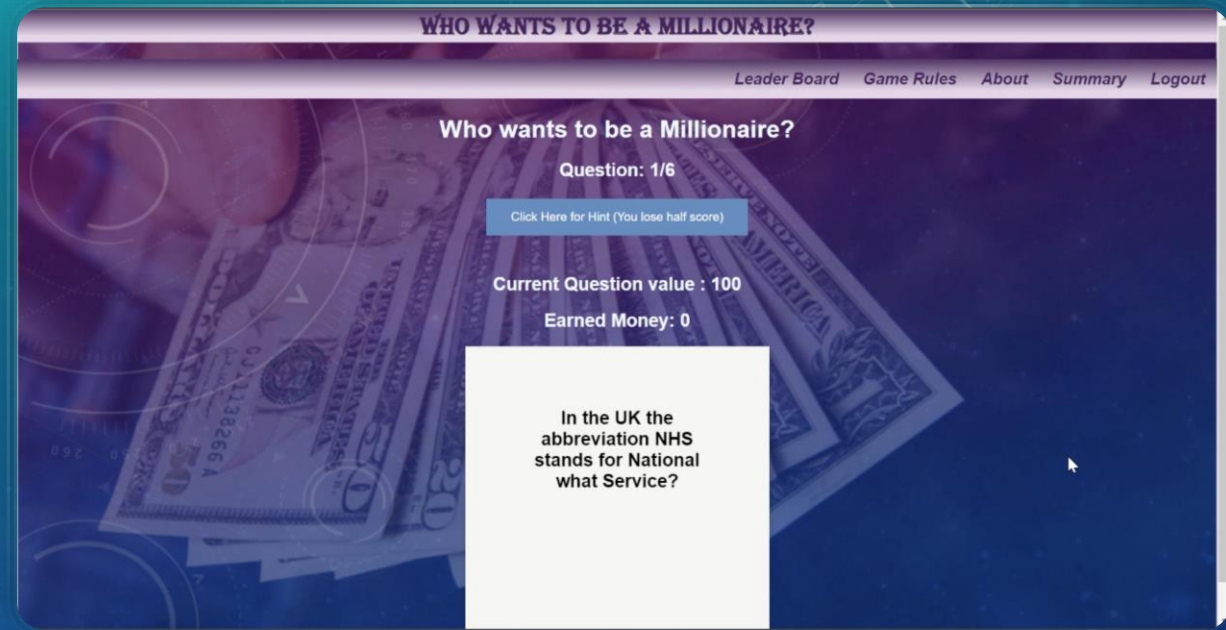 WHO WANTS TO BE A MILLIONAIRE?
Leader Board Game Rules About Summary Logout
Who wants to be a Millionaire?
Question: 1/6
Click Here for Hint (You lose half score)
Current Question value : 100
Earned Money: 0
In the UK the
abbreviation NHS
stands for National
what Service?